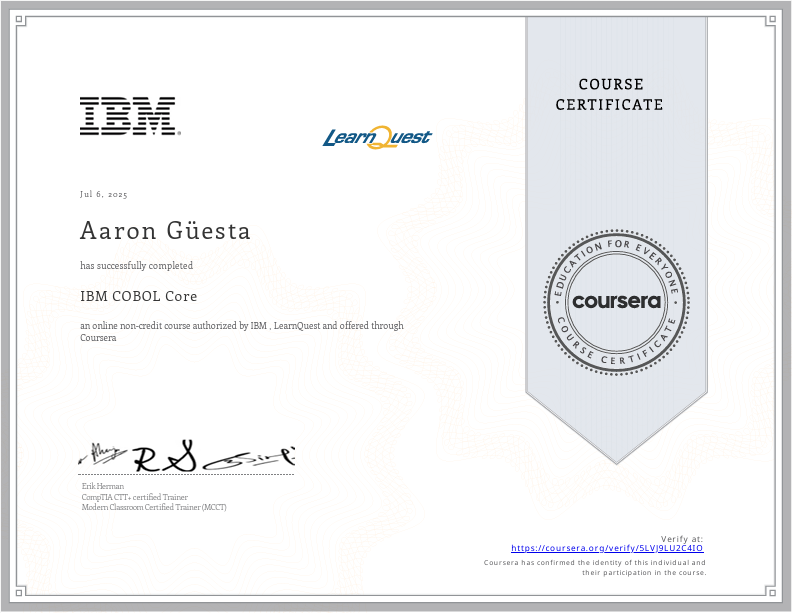 COURSE
CERTIFICATE
IBM®
LearnQuest
Jul 6, 2025
Aaron Güesta
has successfully completed
IBM COBOL Core
an online non-credit course authorized by IBM , LearnQuest and offered through
Coursera
EDUCATION FOR EVERYONE
coursera
COURSE CERTIFICATE
Erik Herman
CompTIA CTT+ certified Trainer
Modern Classroom Certified Trainer (MCCT)
Verify at:
https://coursera.org/verify/5LVJ9LU2C4IO
Coursera has confirmed the identity of this individual and
their participation in the course.